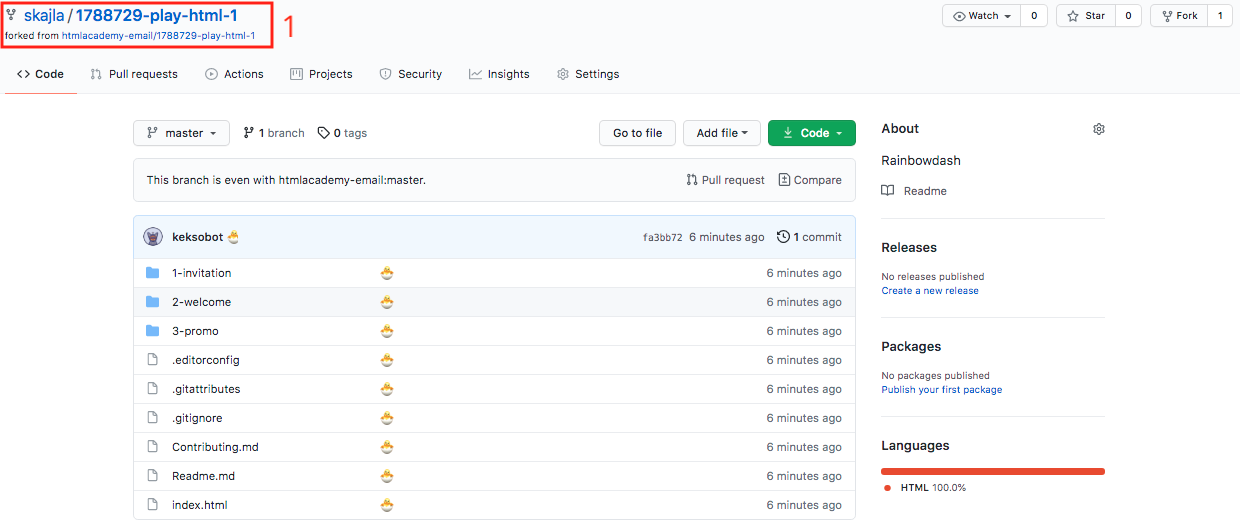 skajla / 1788729-play-html-1
1
forked from htmlacademy-email/1788729-play-html-1
Watch 0
Star 0
Fork 1
Code
Pull requests
Actions
Projects
Security
Insights
Settings
master
1 branch
0 tags
Go to file
Add file
Code
This branch is even with htmlacademy-email:master.
Pull request
Compare
keksobot 🐣
fa3bb72 6 minutes ago
1 commit
1-invitation 🐣 6 minutes ago
2-welcome 🐣 6 minutes ago
3-promo 🐣 6 minutes ago
.editorconfig 🐣 6 minutes ago
.gitattributes 🐣 6 minutes ago
.gitignore 🐣 6 minutes ago
Contributing.md 🐣 6 minutes ago
Readme.md 🐣 6 minutes ago
index.html 🐣 6 minutes ago
About
Rainbowdash
Readme
Releases
No releases published
Create a new release
Packages
No packages published
Publish your first package
Languages
HTML 100.0%